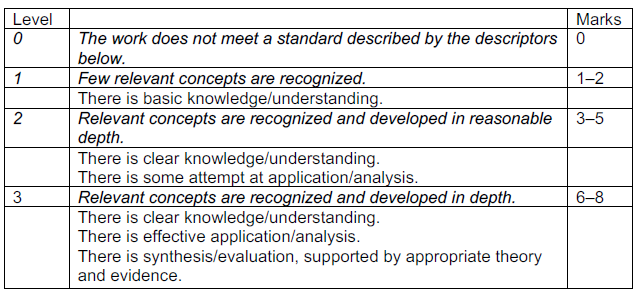 Level Marks
0 The work does not meet a standard described by the descriptors 0
below.
1 Few relevant concepts are recognized. 1–2
There is basic knowledge/understanding.
2 Relevant concepts are recognized and developed in reasonable 3–5
depth.
There is clear knowledge/understanding.
There is some attempt at application/analysis.
3 Relevant concepts are recognized and developed in depth. 6–8
There is clear knowledge/understanding.
There is effective application/analysis.
There is synthesis/evaluation, supported by appropriate theory
and evidence.